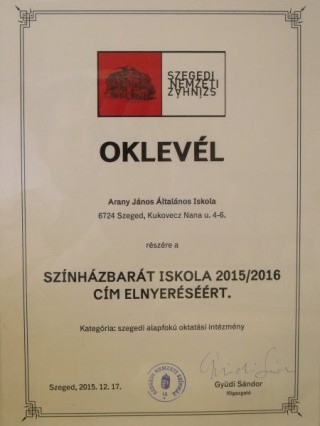 SZEGEDI
NEMZETI
SZÍNHÁZ
OKLEVÉL
Arany János Általános Iskola
6724 Szeged, Kukovecz Nana u. 4-6.
részére a
SZÍNHÁZBARÁT ISKOLA 2015/2016
CÍM ELNYERÉSÉÉRT.
Kategória: szegedi alapfokú oktatási intézmény
Szeged, 2015. 12. 17.
Gyüdi Sándor
főigazgató